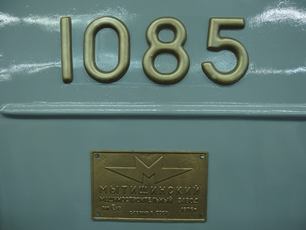 1085
М
МЫТИЩИНСКИЙ
МАШИНОСТРОИТЕЛЬНЫЙ ЗАВОД